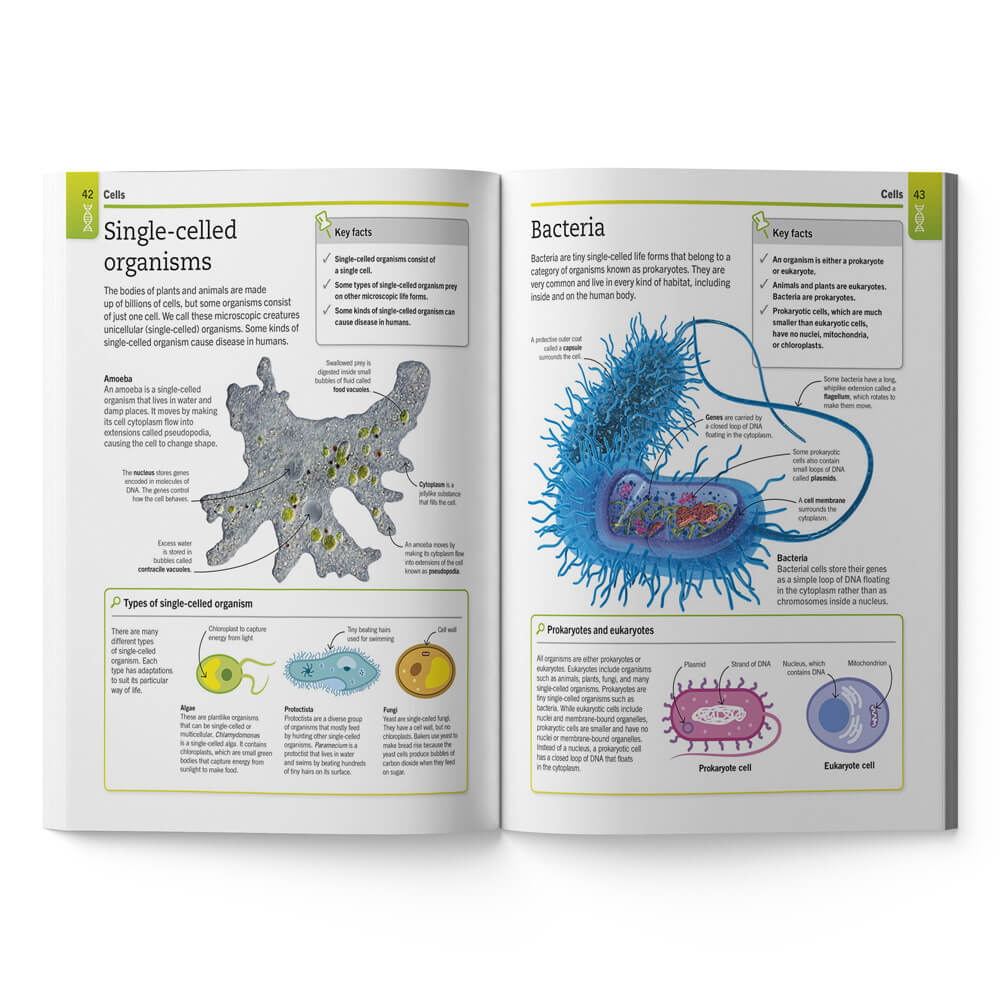 42 Cells
Single-celled
organisms
The bodies of plants and animals are made
up of billions of cells, but some organisms consist
of just one cell. We call these microscopic creatures
unicellular (single-celled) organisms. Some kinds of
single-celled organism cause disease in humans.
Key facts
✓ Single-celled organisms consist of
a single cell.
✓ Some types of single-celled organism prey
on other microscopic life forms.
✓ Some kinds of single-celled organism can
cause disease in humans.
Amoeba
An amoeba is a single-celled
organism that lives in water and
damp places. It moves by making
its cell cytoplasm flow into
extensions called pseudopodia,
causing the cell to change shape.
Swallowed prey is
digested inside small
bubbles of fluid called
food vacuoles.
The nucleus stores genes
encoded in molecules of
DNA. The genes control
how the cell behaves.
Cytoplasm is a
jellylike substance
that fills the cell.
Excess water
is stored in
bubbles called
contracile vacuoles.
An amoeba moves by
making its cytoplasm flow
into extensions of the cell
known as pseudopodia.
Types of single-celled organism
There are many
different types
of single-celled
organism. Each
type has adaptations
to suit its particular
way of life.
Chloroplast to capture
energy from light
Tiny beating hairs
used for swimming
Cell wall
Algae
These are plantlike organisms
that can be single-celled or
multicellular. Chlamydomonas
is a single-celled alga. It contains
chloroplasts, which are small green
bodies that capture energy from
sunlight to make food.
Protoctista
Protoctista are a diverse group
of organisms that mostly feed
by hunting other single-celled
organisms. Paramecium is a
protoctist that lives in water
and swims by beating hundreds
of tiny hairs on its surface.
Fungi
Yeast are single-celled fungi.
They have a cell wall, but no
chloroplasts. Bakers use yeast to
make bread rise because the
yeast cells produce bubbles of
carbon dioxide when they feed
on sugar.
Cells 43
Bacteria
Bacteria are tiny single-celled life forms that belong to a
category of organisms known as prokaryotes. They are
very common and live in every kind of habitat, including
inside and on the human body.
Key facts
✓ An organism is either a prokaryote
or eukaryote.
✓ Animals and plants are eukaryotes.
Bacteria are prokaryotes.
✓ Prokaryotic cells, which are much
smaller than eukaryotic cells,
have no nuclei, mitochondria,
or chloroplasts.
A protective outer coat
called a capsule
surrounds the cell.
Some bacteria have a long,
whiplike extension called a
flagellum, which rotates to
make them move.
Genes are carried by
a closed loop of DNA
floating in the cytoplasm.
Some prokaryotic
cells also contain
small loops of DNA
called plasmids.
A cell membrane
surrounds the
cytoplasm.
Bacteria
Bacterial cells store their genes
as a simple loop of DNA floating
in the cytoplasm rather than as
chromosomes inside a nucleus.
Prokaryotes and eukaryotes
All organisms are either prokaryotes or
eukaryotes. Eukaryotes include organisms
such as animals, plants, fungi, and many
single-celled organisms. Prokaryotes are
tiny single-celled organisms such as
bacteria. While eukaryotic cells include
nuclei and membrane-bound organelles,
prokaryotic cells are smaller and have no
nuclei or membrane-bound organelles.
Instead of a nucleus, a prokaryotic cell
has a closed loop of DNA that floats
in the cytoplasm.
Plasmid
Strand of DNA
Nucleus, which
contains DNA
Mitochondrion
Prokaryote cell
Eukaryote cell